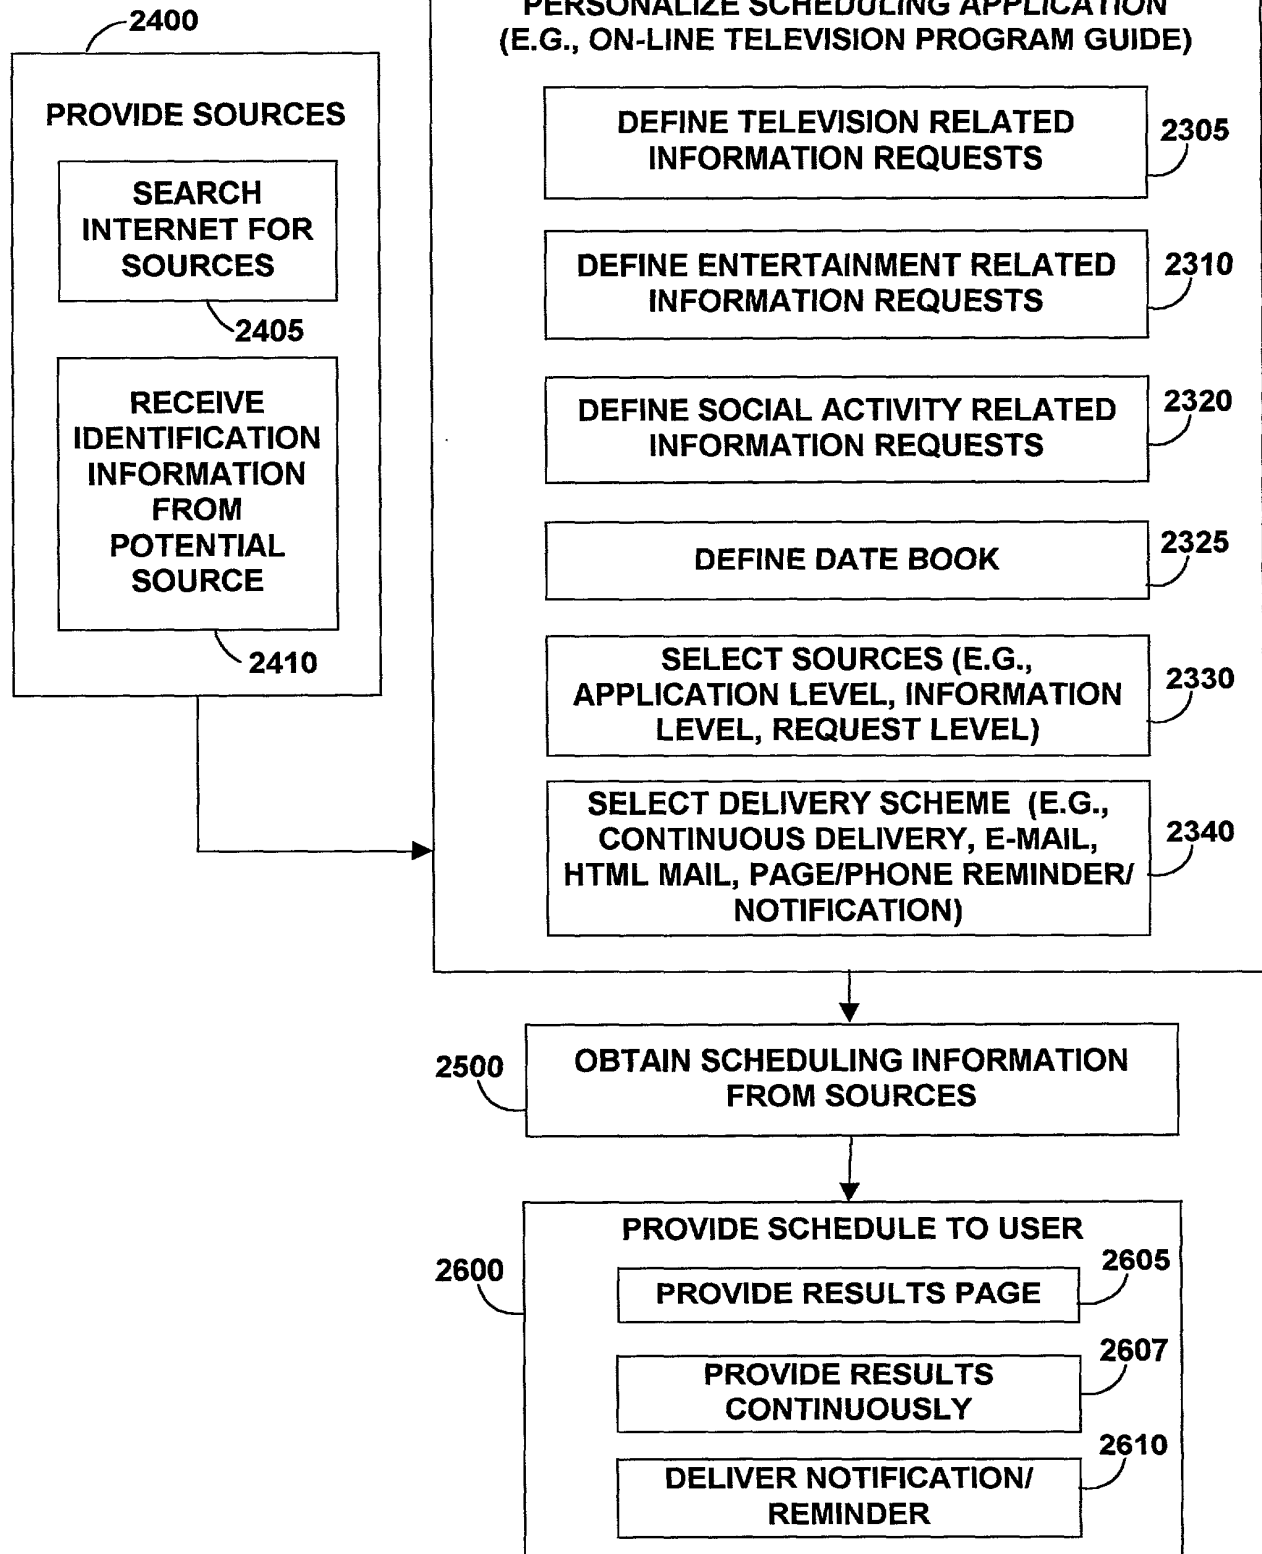 2400
PROVIDE SOURCES
SEARCH
INTERNET FOR
SOURCES
2405
RECEIVE
IDENTIFICATION
INFORMATION
FROM
POTENTIAL
SOURCE
2410
PERSONALIZE SCHEDULING APPLICATION
(E.G., ON-LINE TELEVISION PROGRAM GUIDE)
DEFINE TELEVISION RELATED
INFORMATION REQUESTS
2305
DEFINE ENTERTAINMENT RELATED
INFORMATION REQUESTS
2310
DEFINE SOCIAL ACTIVITY RELATED
INFORMATION REQUESTS
2320
DEFINE DATE BOOK
2325
SELECT SOURCES (E.G.,
APPLICATION LEVEL, INFORMATION
LEVEL, REQUEST LEVEL)
2330
SELECT DELIVERY SCHEME (E.G.,
CONTINUOUS DELIVERY, E-MAIL,
HTML MAIL, PAGE/PHONE REMINDER/
NOTIFICATION)
2340
2500
OBTAIN SCHEDULING INFORMATION
FROM SOURCES
2600
PROVIDE SCHEDULE TO USER
PROVIDE RESULTS PAGE
2605
PROVIDE RESULTS
CONTINUOUSLY
2607
DELIVER NOTIFICATION/
REMINDER
2610